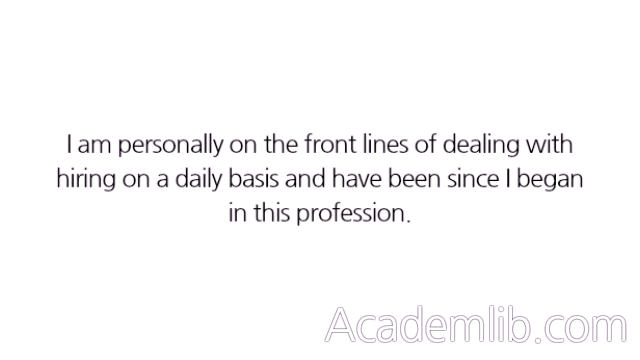 I am personally on the front lines of dealing with
hiring on a daily basis and have been since I began
in this profession.
Academlib.com